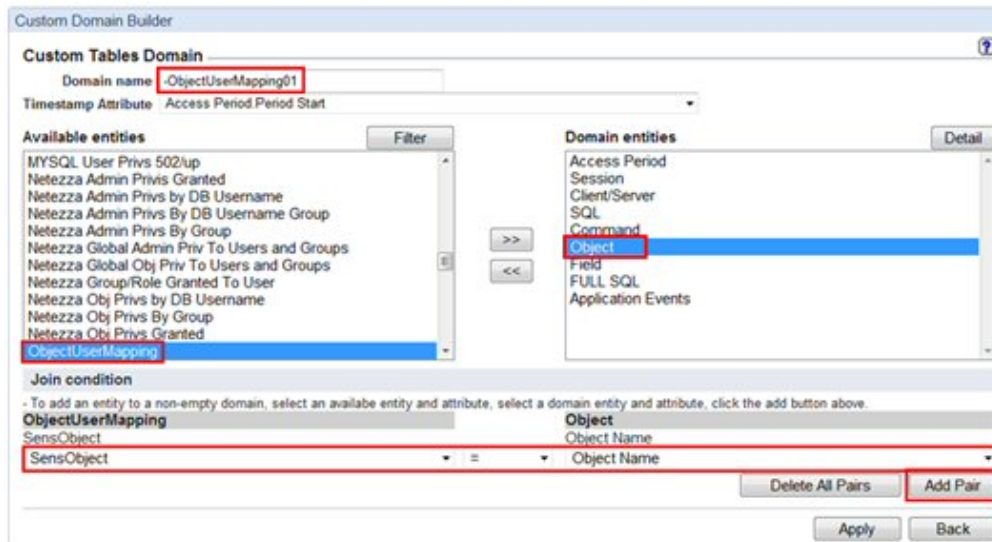 Custom Domain Builder
Custom Tables Domain
?
Domain name -ObjectUserMapping01
Timestamp Attribute Access Period.Period Start
Available entities Filter Domain entities Detail
MYSQL User Privs 502/up
Netezza Admin Privis Granted
Netezza Admin Privs by DB Username
Netezza Admin Privs By DB Username Group
Netezza Admin Privs By Group
Netezza Global Admin Priv To Users and Groups
Netezza Global Obj Priv To Users and Groups
Netezza Group/Role Granted To User
Netezza Obj Privs by DB Username
Netezza Obj Privs By Group
Netezza Obj Privs Granted
ObjectUserMapping
>>
<<
Access Period
Session
Client/Server
SQL
Command
Object
Field
FULL SQL
Application Events
Join condition
- To add an entity to a non-empty domain, select an availabe entity and attribute, select a domain entity and attribute, click the add button above.
ObjectUserMapping Object
SensObject Object Name
SensObject = Object Name
Delete All Pairs Add Pair
Apply Back